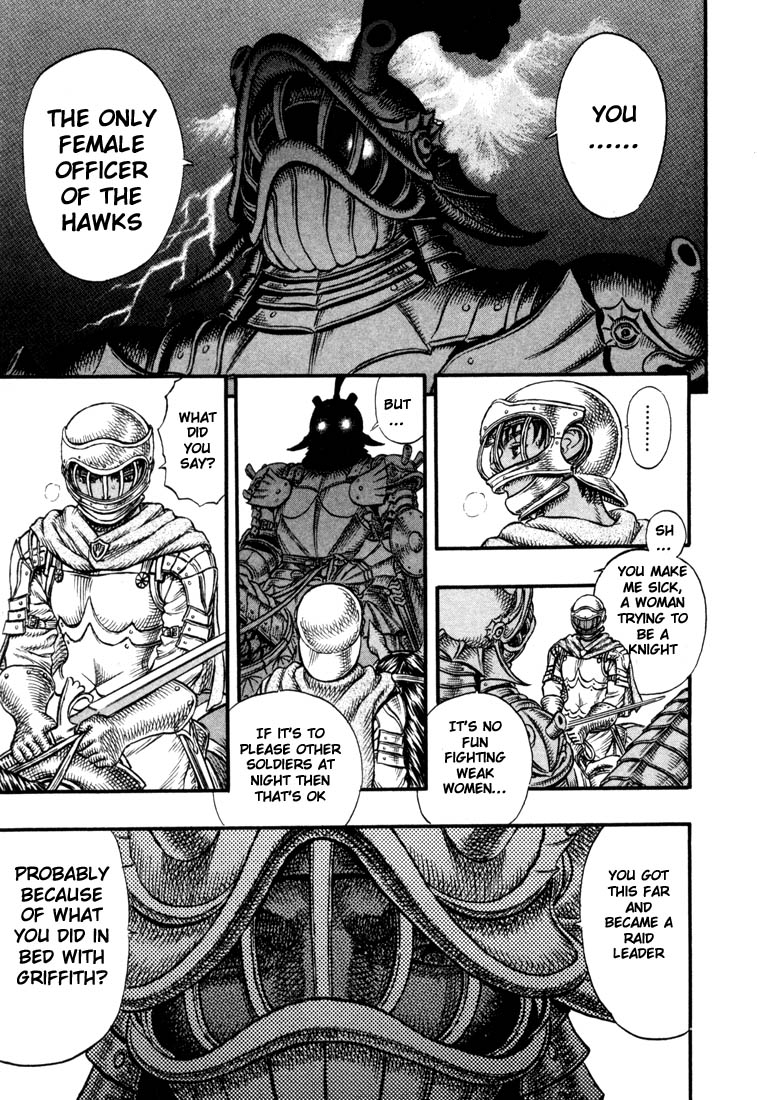 YOU
......
THE ONLY
FEMALE
OFFICER
OF THE
HAWKS
........
SH
...
YOU MAKE
ME SICK,
A WOMAN
TRYING TO
BE A
KNIGHT
IT'S NO
FUN
FIGHTING
WEAK
WOMEN...
BUT
...
IF IT'S TO
PLEASE OTHER
SOLDIERS AT
NIGHT THEN
THAT'S OK
WHAT
DID
YOU
SAY?
YOU GOT
THIS FAR
AND
BECAME A
RAID
LEADER
PROBABLY
BECAUSE
OF WHAT
YOU DID IN
BED WITH
GRIFFITH?